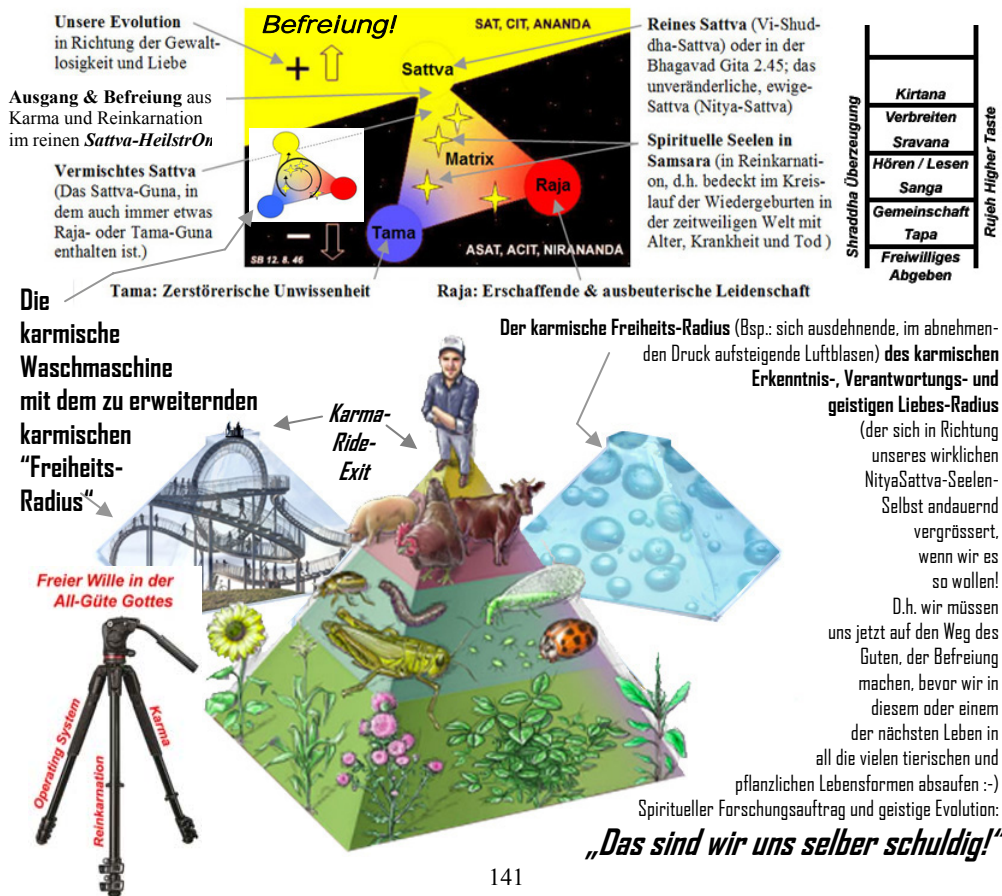 Unsere Evolution
in Richtung der Gewalt-
losigkeit und Liebe
Ausgang & Befreiung aus
Karma und Reinkarnation
im reinen Sattva-HeilstrOn
Vermischtes Sattva
(Das Sattva-Guna, in
dem auch immer etwas
Raja- oder Tama-Guna
enthalten ist.)
Befreiung!
SAT, CIT, ANANDA
+
Sattva
Matrix
Raja
Tama
–
SB 12. 8. 46
ASAT, ACIT, NIRANANDA
Reines Sattva (Vi-Shud-
dha-Sattva) oder in der
Bhagavad Gita 2.45; das
unveränderliche, ewige-
Sattva (Nitya-Sattva)
Spirituelle Seelen in
Samsara (in Reinkarnati-
on, d.h. bedeckt im Kreis-
lauf der Wiedergeburten in
der zeitweiligen Welt mit
Alter, Krankheit und Tod )
Shraddha Überzeugung
Kirtana
Verbreiten
Sravana
Hören / Lesen
Sanga
Gemeinschaft
Tapa
Freiwilliges
Abgeben
Rujeh Higher Taste
Tama: Zerstörerische Unwissenheit
Raja: Erschaffende & ausbeuterische Leidenschaft
Die
karmische
Waschmaschine
mit dem zu erweiternden
karmischen
“Freiheits-
Radius“
Karma-
Ride-
Exit
Der karmische Freiheits-Radius (Bsp.: sich ausdehnende, im abnehmen-
den Druck aufsteigende Luftblasen) des karmischen
Erkenntnis-, Verantwortungs- und
geistigen Liebes-Radius
(der sich in Richtung
unseres wirklichen
NityaSattva-Seelen-
Selbst andauernd
vergrössert,
wenn wir es
so wollen!
D.h. wir müssen
uns jetzt auf den Weg des
Guten, der Befreiung
machen, bevor wir in
diesem oder einem
der nächsten Leben in
all die vielen tierischen und
pflanzlichen Lebensformen absaufen :-)
Spiritueller Forschungsauftrag und geistige Evolution:
„Das sind wir uns selber schuldig!“
Freier Wille in der
All-Güte Gottes
Operating System
Reinkarnation
Karma
141